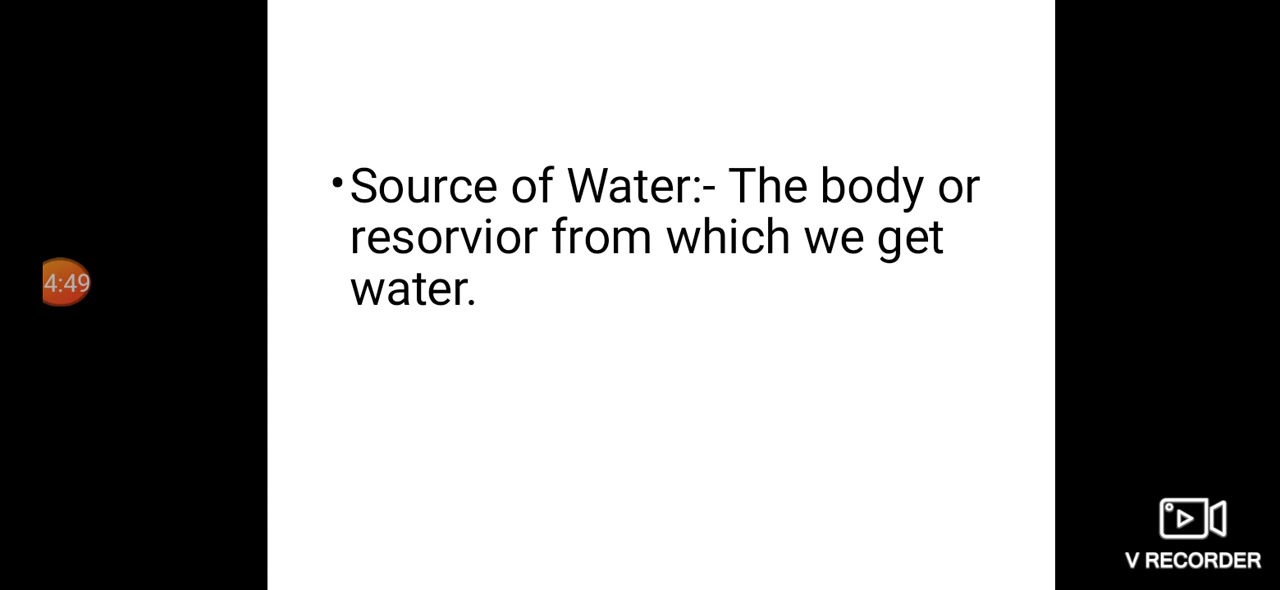 •Source of Water:- The body or
resorvior from which we get
water.
4:49
V RECORDER